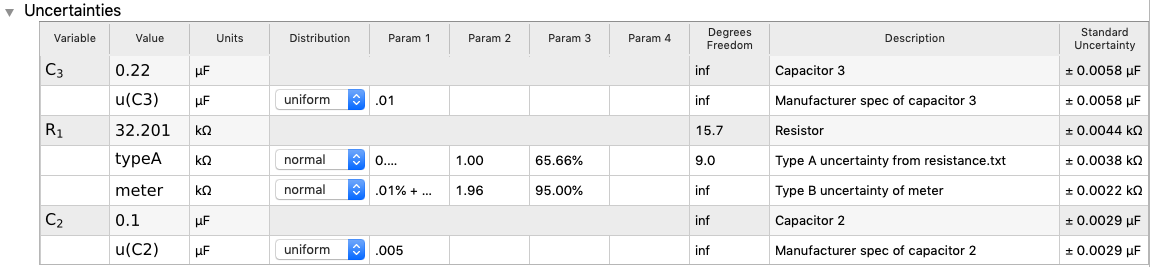 Uncertainties
Variable Value Units Distribution Param 1 Param 2 Param 3 Param 4 Degrees Freedom Description Standard Uncertainty
C₃ 0.22 μF inf Capacitor 3 ± 0.0058 μF
u(C3) μF uniform .01 inf Manufacturer spec of capacitor 3 ± 0.0058 μF
R₁ 32.201 kΩ 15.7 Resistor ± 0.0044 kΩ
typeA kΩ normal 0.... 1.00 65.66% 9.0 Type A uncertainty from resistance.txt ± 0.0038 kΩ
meter kΩ normal .01% + ... 1.96 95.00% inf Type B uncertainty of meter ± 0.0022 kΩ
C₂ 0.1 μF inf Capacitor 2 ± 0.0029 μF
u(C2) μF uniform .005 inf Manufacturer spec of capacitor 2 ± 0.0029 μF